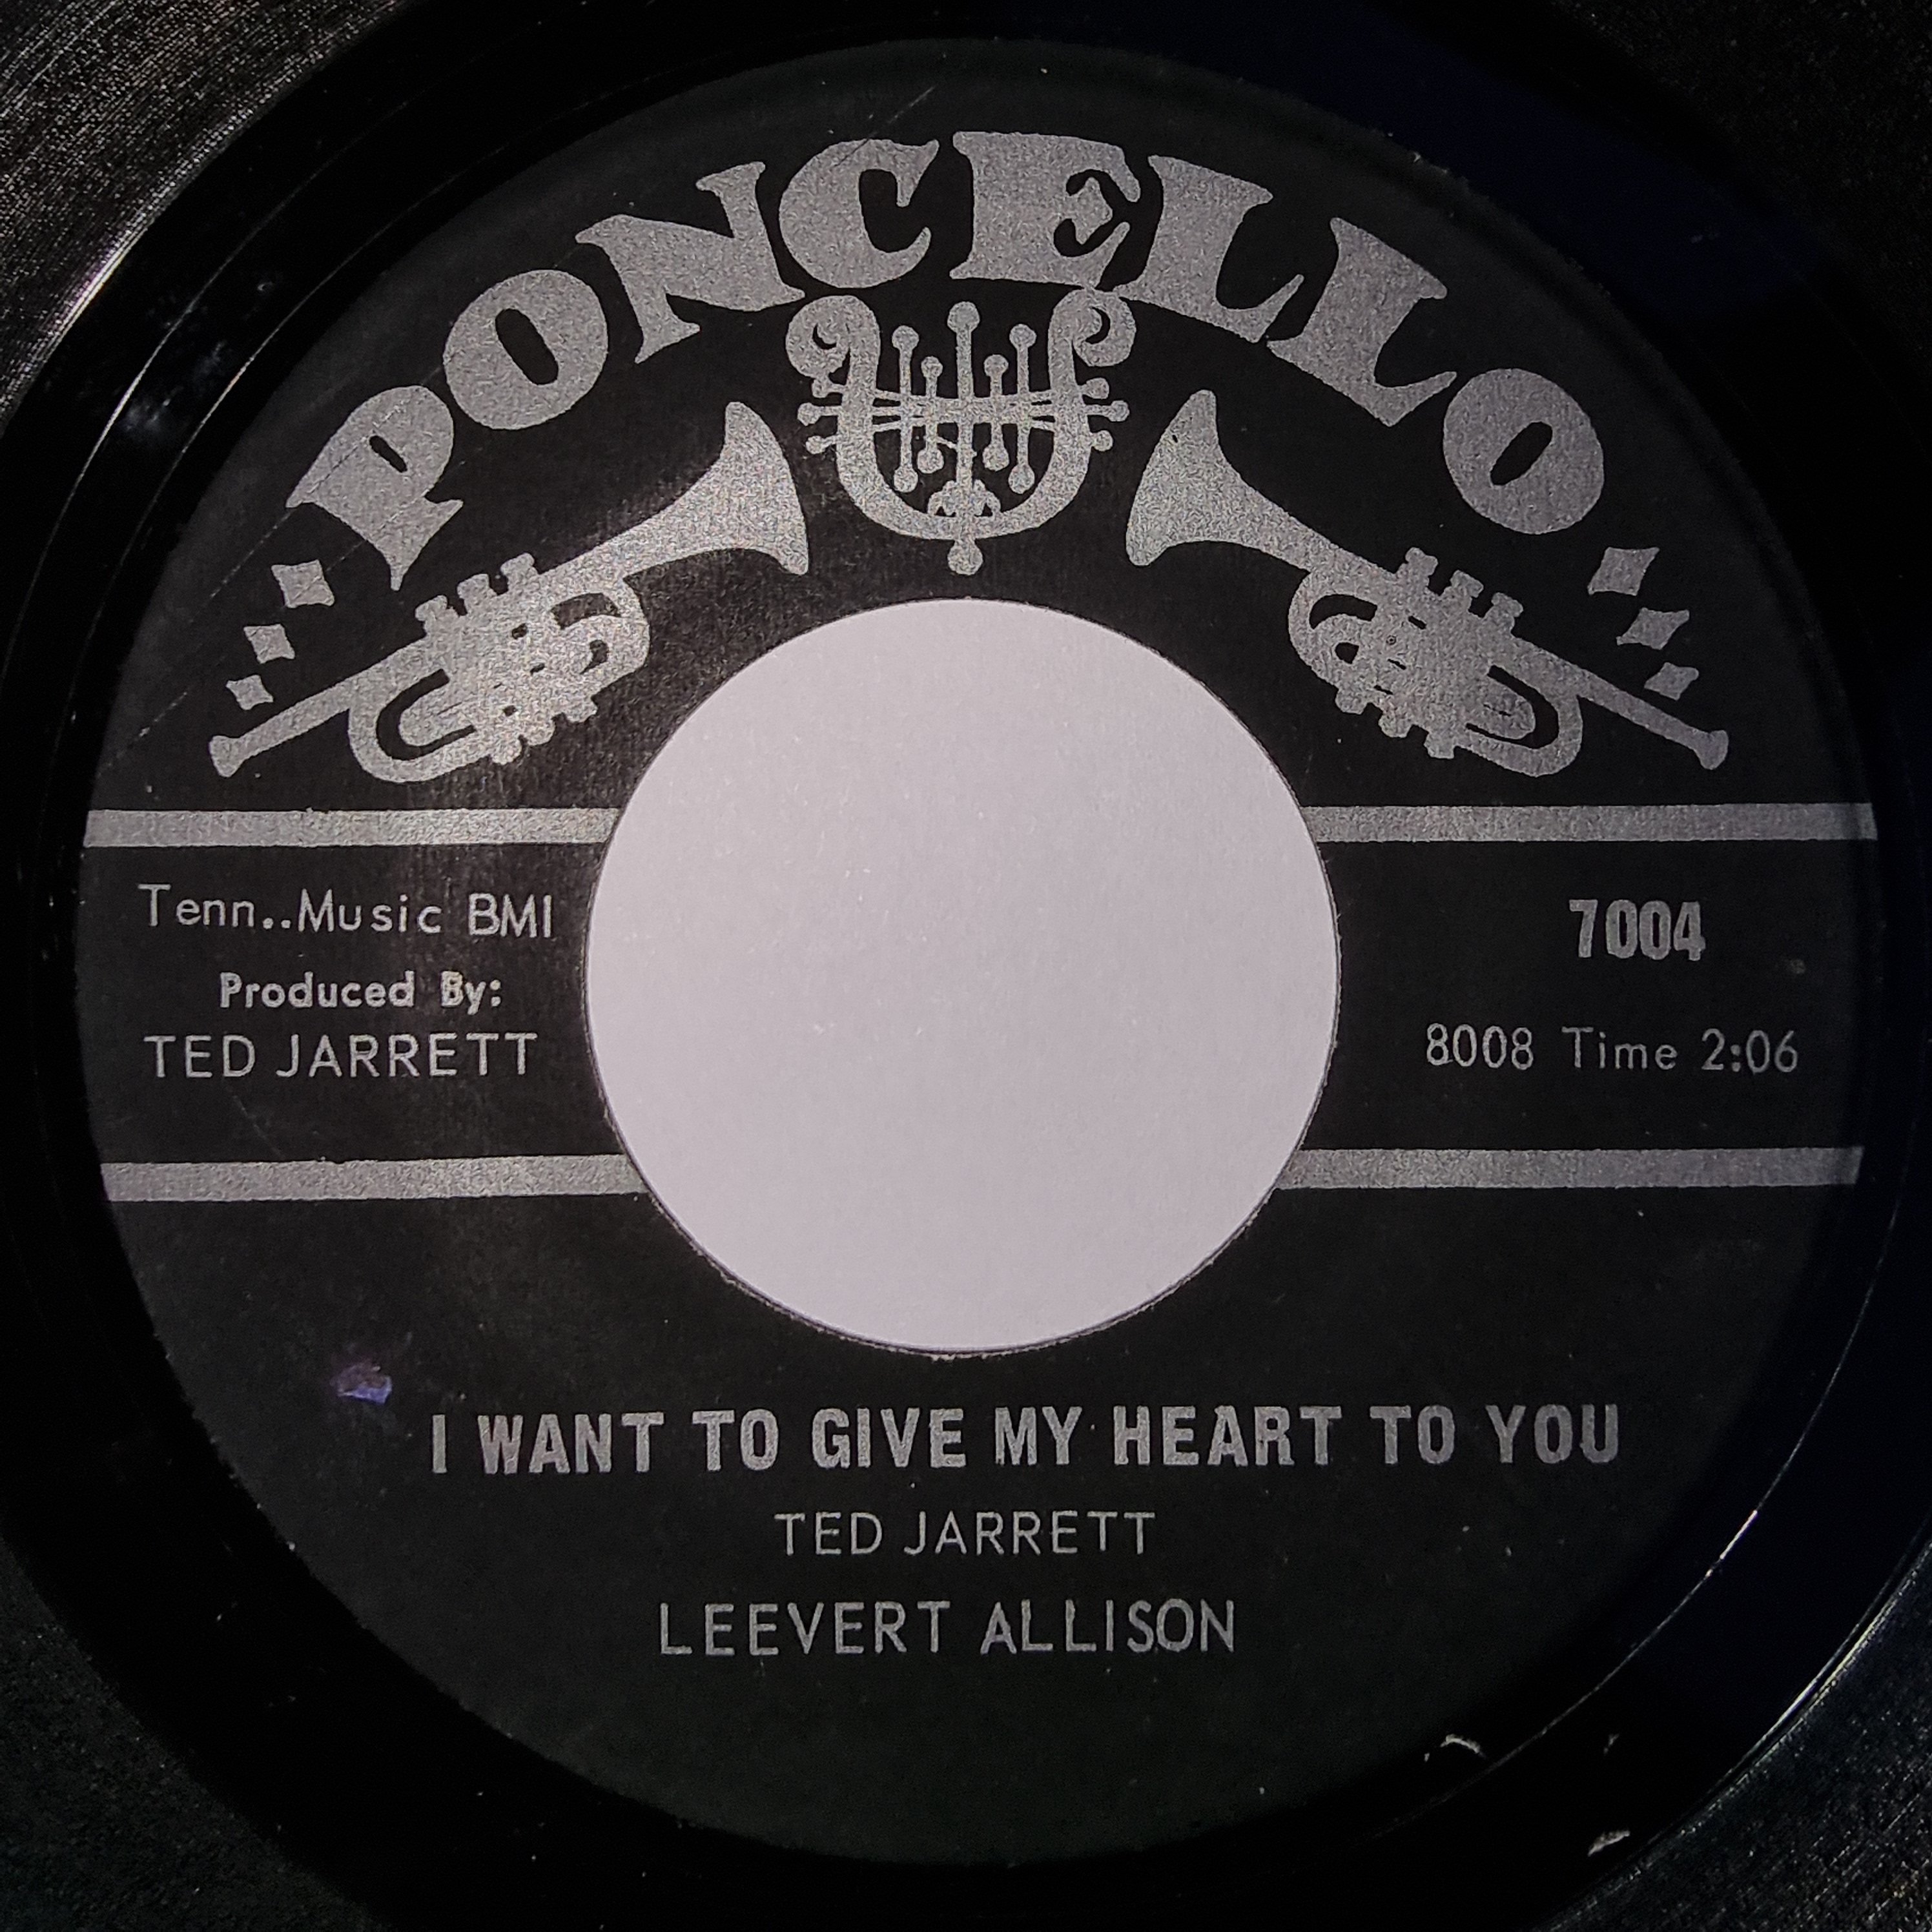 PONCELLO
Tenn..Music BMI
Produced By:
TED JARRETT
7004
8008 Time 2:06
I WANT TO GIVE MY HEART TO YOU
TED JARRETT
LEEVERT ALLISON